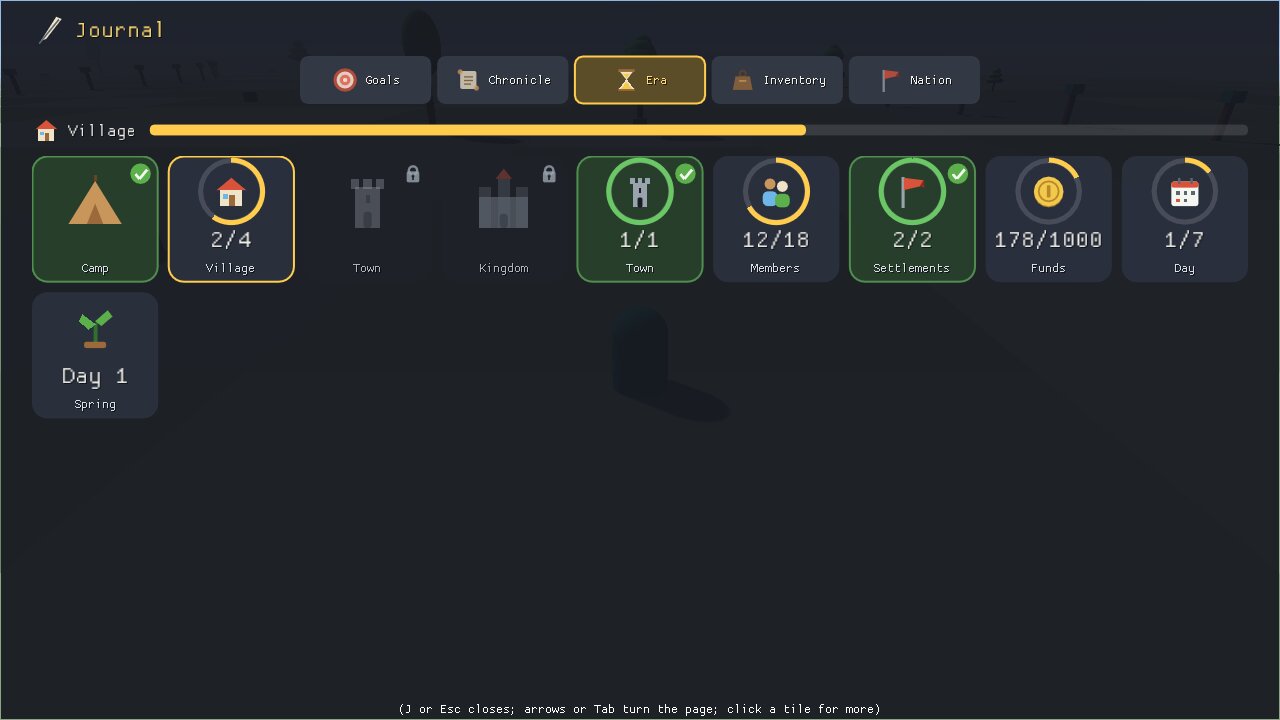 Journal
Goals
Chronicle
Era
Inventory
Nation
Village
Camp
2/4
Village
Town
Kingdom
1/1
Town
12/18
Members
2/2
Settlements
178/1000
Funds
1/7
Day
Day 1
Spring
(J or Esc closes; arrows or Tab turn the page; click a tile for more)